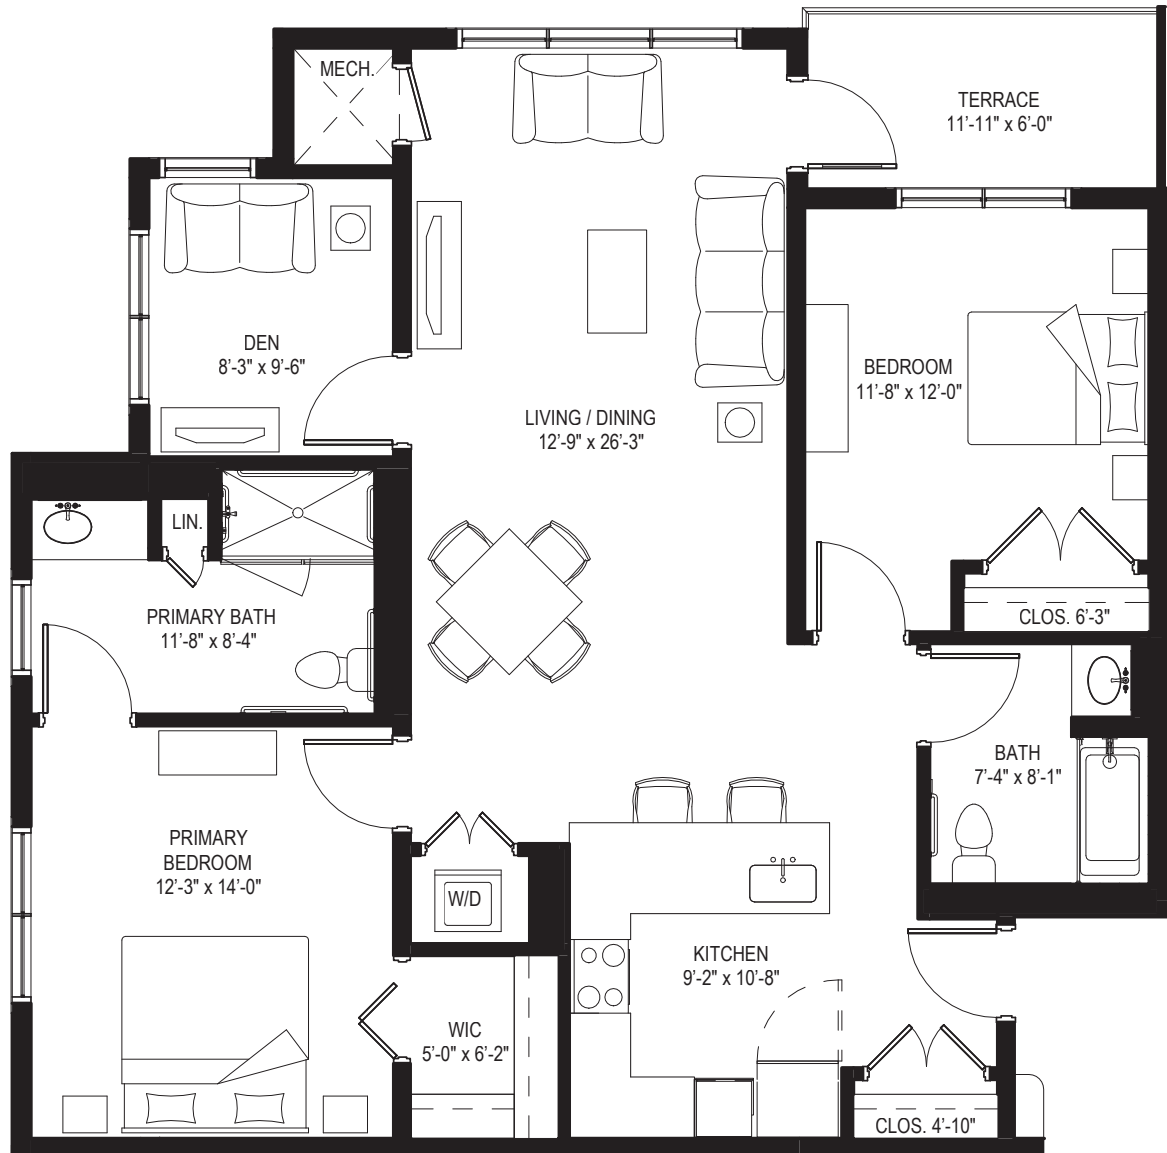 MECH.
TERRACE
11'-11" x 6'-0"
DEN
8'-3" x 9'-6"
BEDROOM
11'-8" x 12'-0"
LIVING / DINING
12'-9" x 26'-3"
LIN.
PRIMARY BATH
11'-8" x 8'-4"
CLOS. 6'-3"
BATH
7'-4" x 8'-1"
PRIMARY
BEDROOM
12'-3" x 14'-0"
W/D
KITCHEN
9'-2" x 10'-8"
WIC
5'-0" x 6'-2"
CLOS. 4'-10"